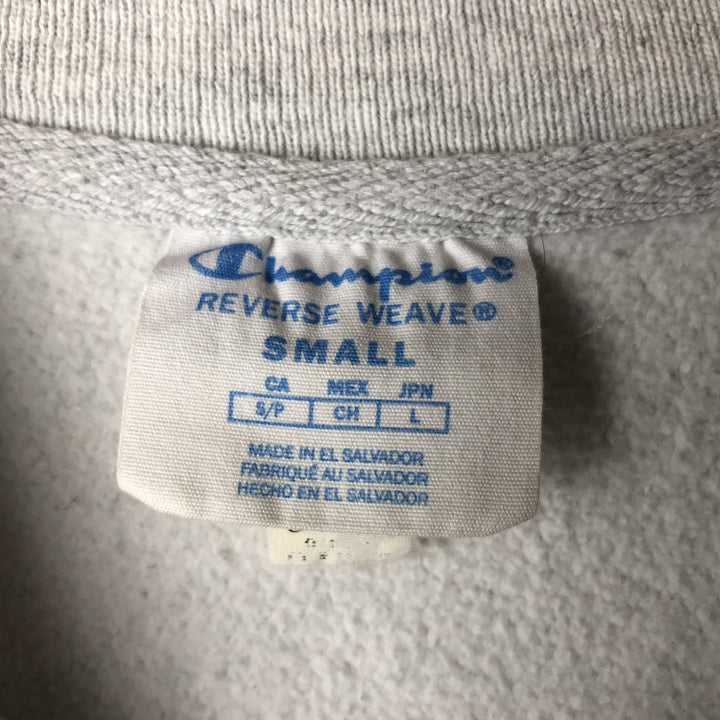 Champion
REVERSE WEAVE®
SMALL
CA MEX JPN
S/P CH L
MADE IN EL SALVADOR
FABRIQUÉ AU SALVADOR
HECHO EN EL SALVADOR